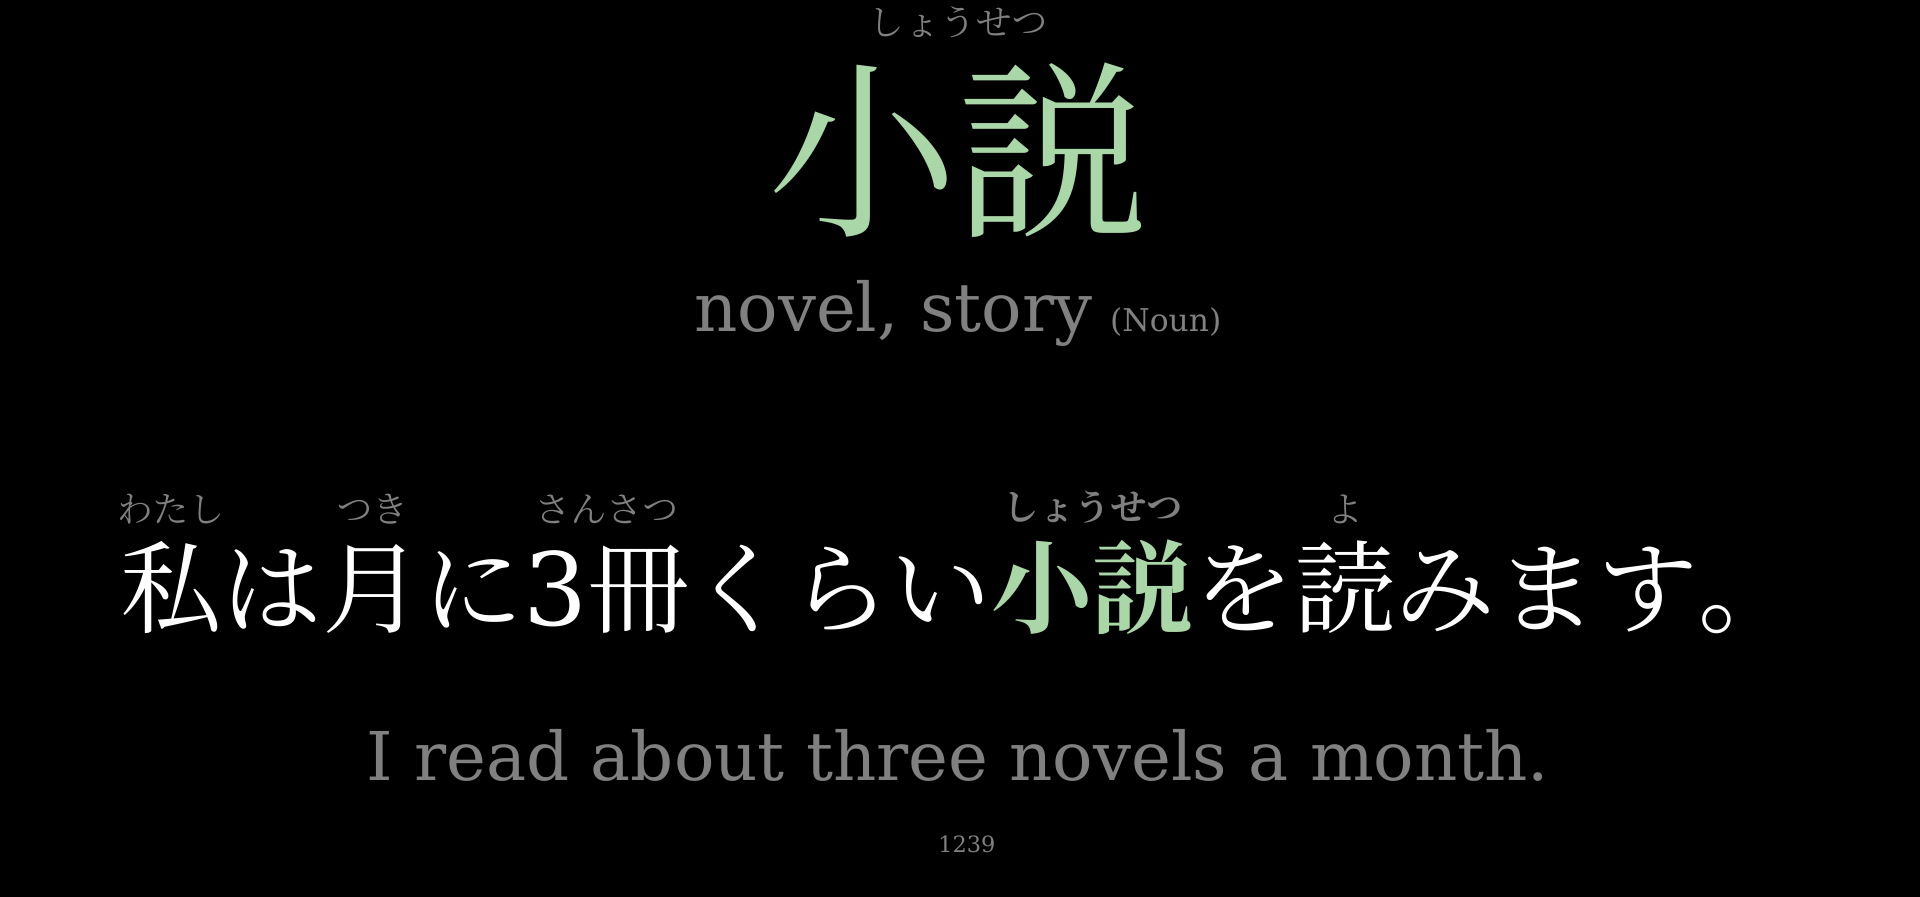 しょうせつ
小説
novel, story (Noun)
わたし つき さんさつ しょうせつ よ
私は月に3冊くらい小説を読みます。
I read about three novels a month.
1239